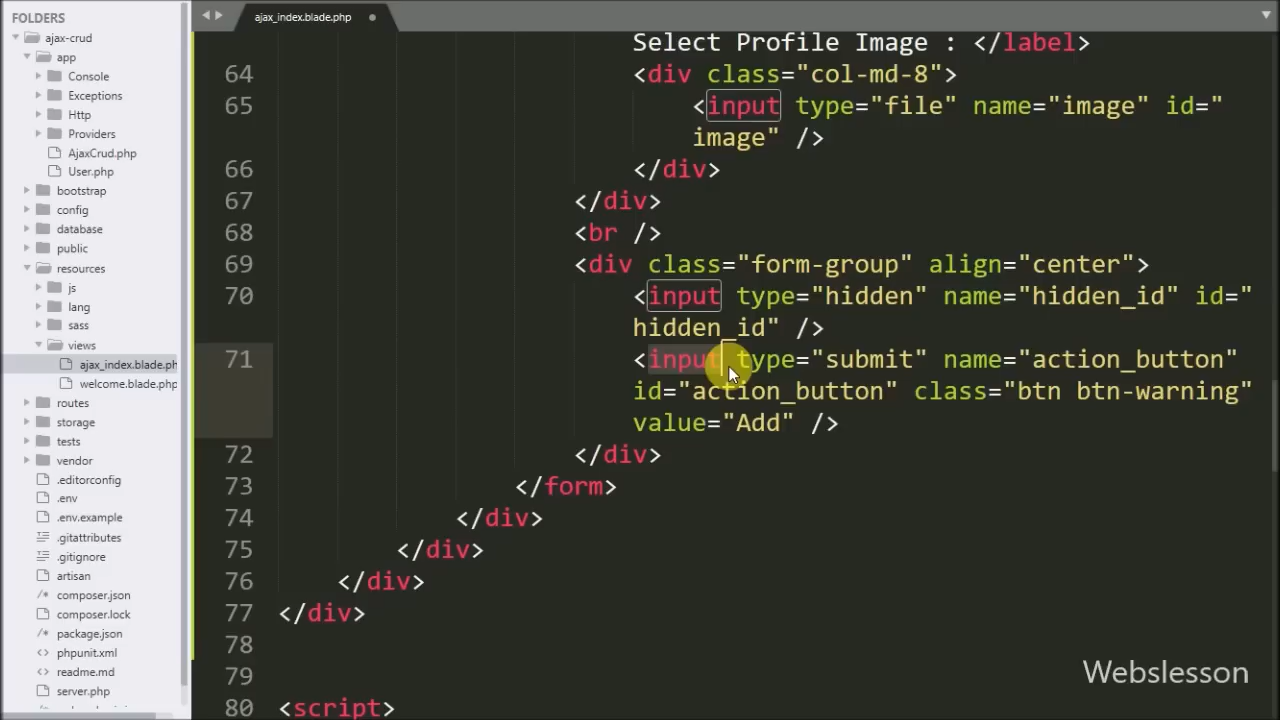 FOLDERS
ajax-crud
app
Console
Exceptions
Http
Providers
AjaxCrud.php
User.php
bootstrap
config
database
public
resources
js
lang
sass
views
ajax_index.blade.ph
welcome.blade.php
routes
storage
tests
vendor
.editorconfig
.env
.env.example
.gitattributes
.gitignore
artisan
composer.json
composer.lock
package.json
phpunit.xml
readme.md
server.php
ajax_index.blade.php
Select Profile Image : </label>
64 <div class="col-md-8">
65 <input type="file" name="image" id="
image" />
66 </div>
67 </div>
68 <br />
69 <div class="form-group" align="center">
70 <input type="hidden" name="hidden_id" id="
hidden_id" />
71 <input type="submit" name="action_button"
id="action_button" class="btn btn-warning"
value="Add" />
72 </div>
73 </form>
74 </div>
75 </div>
76 </div>
77 </div>
78
79
80 <script>
Webslesson